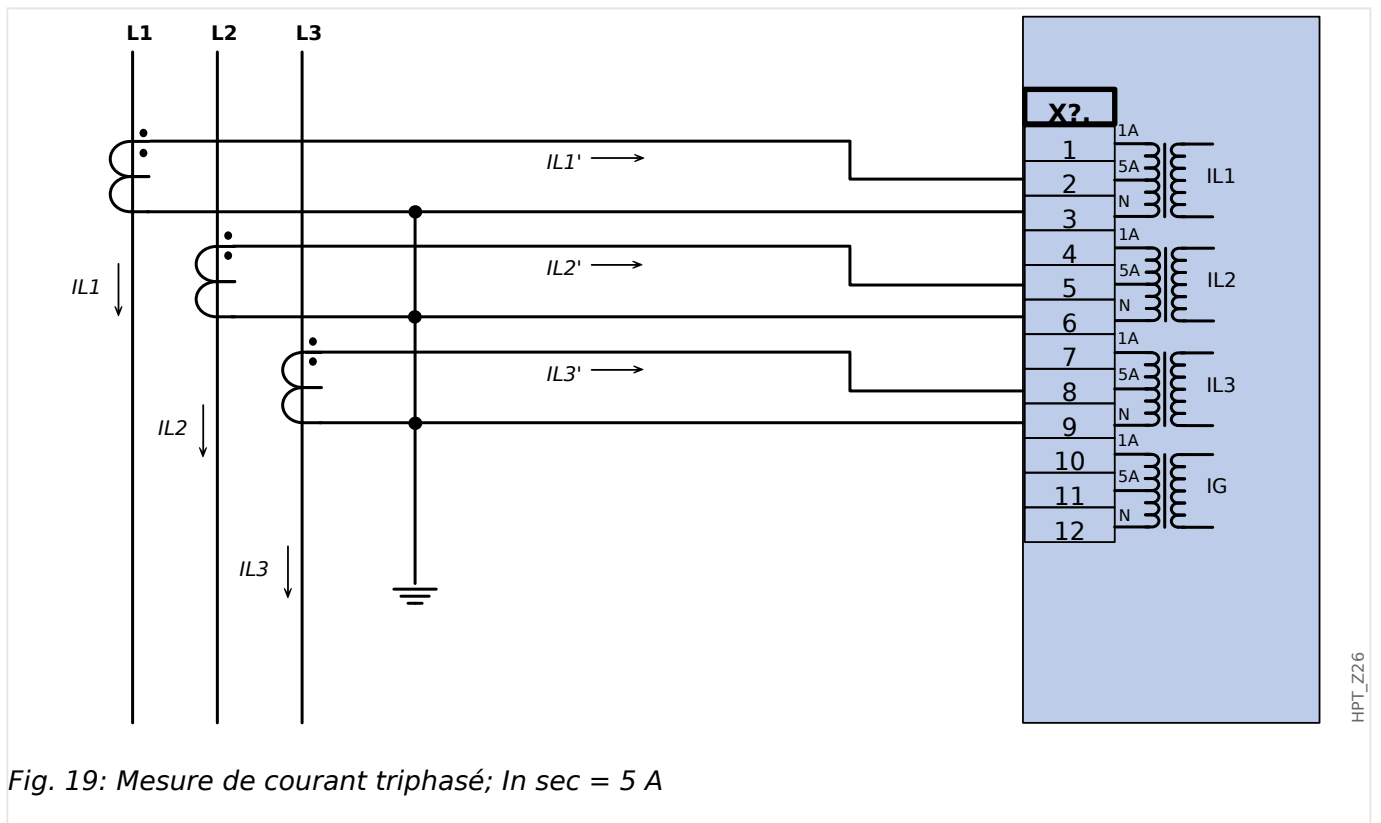 L1 L2 L3
X?.
1A
1
IL1'
5A
IL1
2
N
3
1A
4
IL2'
5A
IL2
IL1
5
N
6
1A
7
IL3'
5A
IL3
8
N
9
IL2
1A
10
5A
IG
11
N
12
IL3
HPT_Z26
Fig. 19: Mesure de courant triphasé; In sec = 5 A